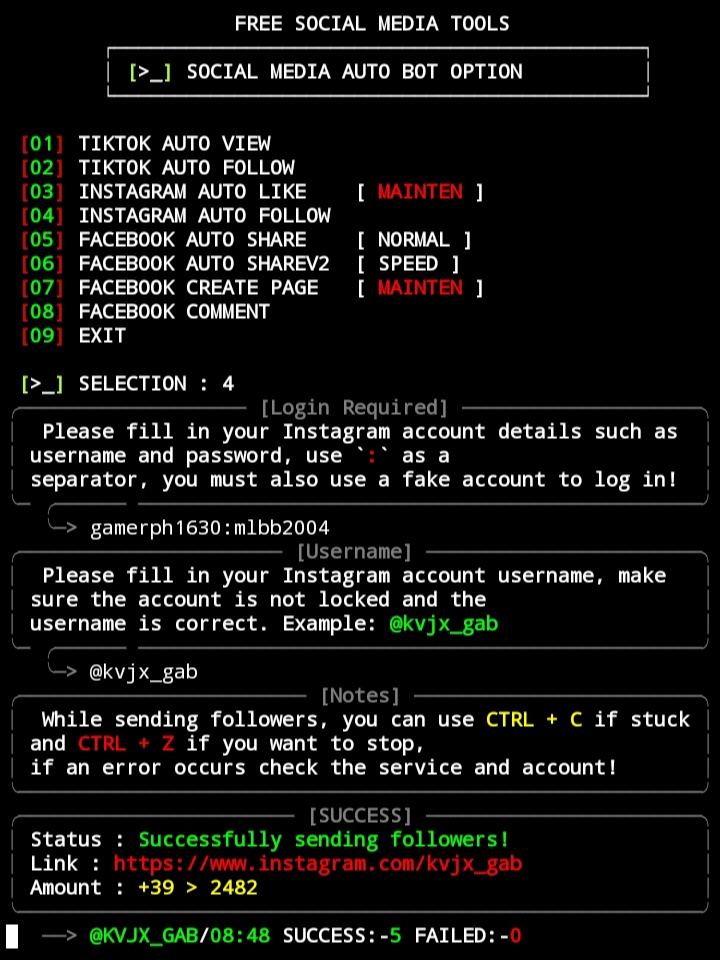 FREE SOCIAL MEDIA TOOLS
[>_] SOCIAL MEDIA AUTO BOT OPTION
[01] TIKTOK AUTO VIEW
[02] TIKTOK AUTO FOLLOW
[03] INSTAGRAM AUTO LIKE [ MAINTEN ]
[04] INSTAGRAM AUTO FOLLOW
[05] FACEBOOK AUTO SHARE [ NORMAL ]
[06] FACEBOOK AUTO SHAREV2 [ SPEED ]
[07] FACEBOOK CREATE PAGE [ MAINTEN ]
[08] FACEBOOK COMMENT
[09] EXIT
[>_] SELECTION : 4
[Login Required]
Please fill in your Instagram account details such as
username and password, use `:` as a
separator, you must also use a fake account to log in!
─> gamerph1630:mlbb2004
[Username]
Please fill in your Instagram account username, make
sure the account is not locked and the
username is correct. Example: @kvjx_gab
─> @kvjx_gab
[Notes]
While sending followers, you can use CTRL + C if stuck
and CTRL + Z if you want to stop,
if an error occurs check the service and account!
[SUCCESS]
Status : Successfully sending followers!
Link : https://www.instagram.com/kvjx_gab
Amount : +39 > 2482
──> @KVJX_GAB/08:48 SUCCESS:-5 FAILED:-0